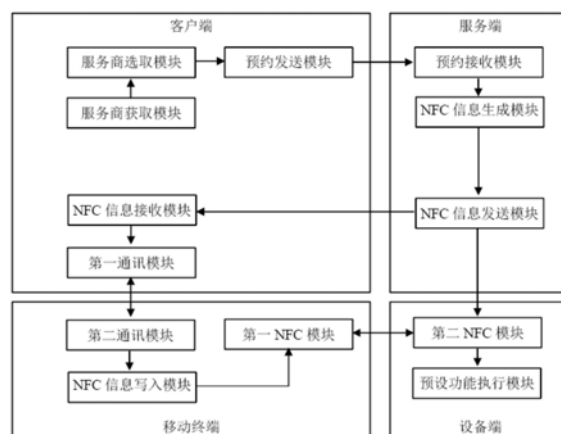 客户端
服务端
服务商选取模块
预约发送模块
预约接收模块
服务商获取模块
NFC 信息生成模块
NFC 信息接收模块
NFC 信息发送模块
第一通讯模块
第二通讯模块
第一 NFC 模块
第二 NFC 模块
NFC 信息写入模块
预设功能执行模块
移动终端
设备端